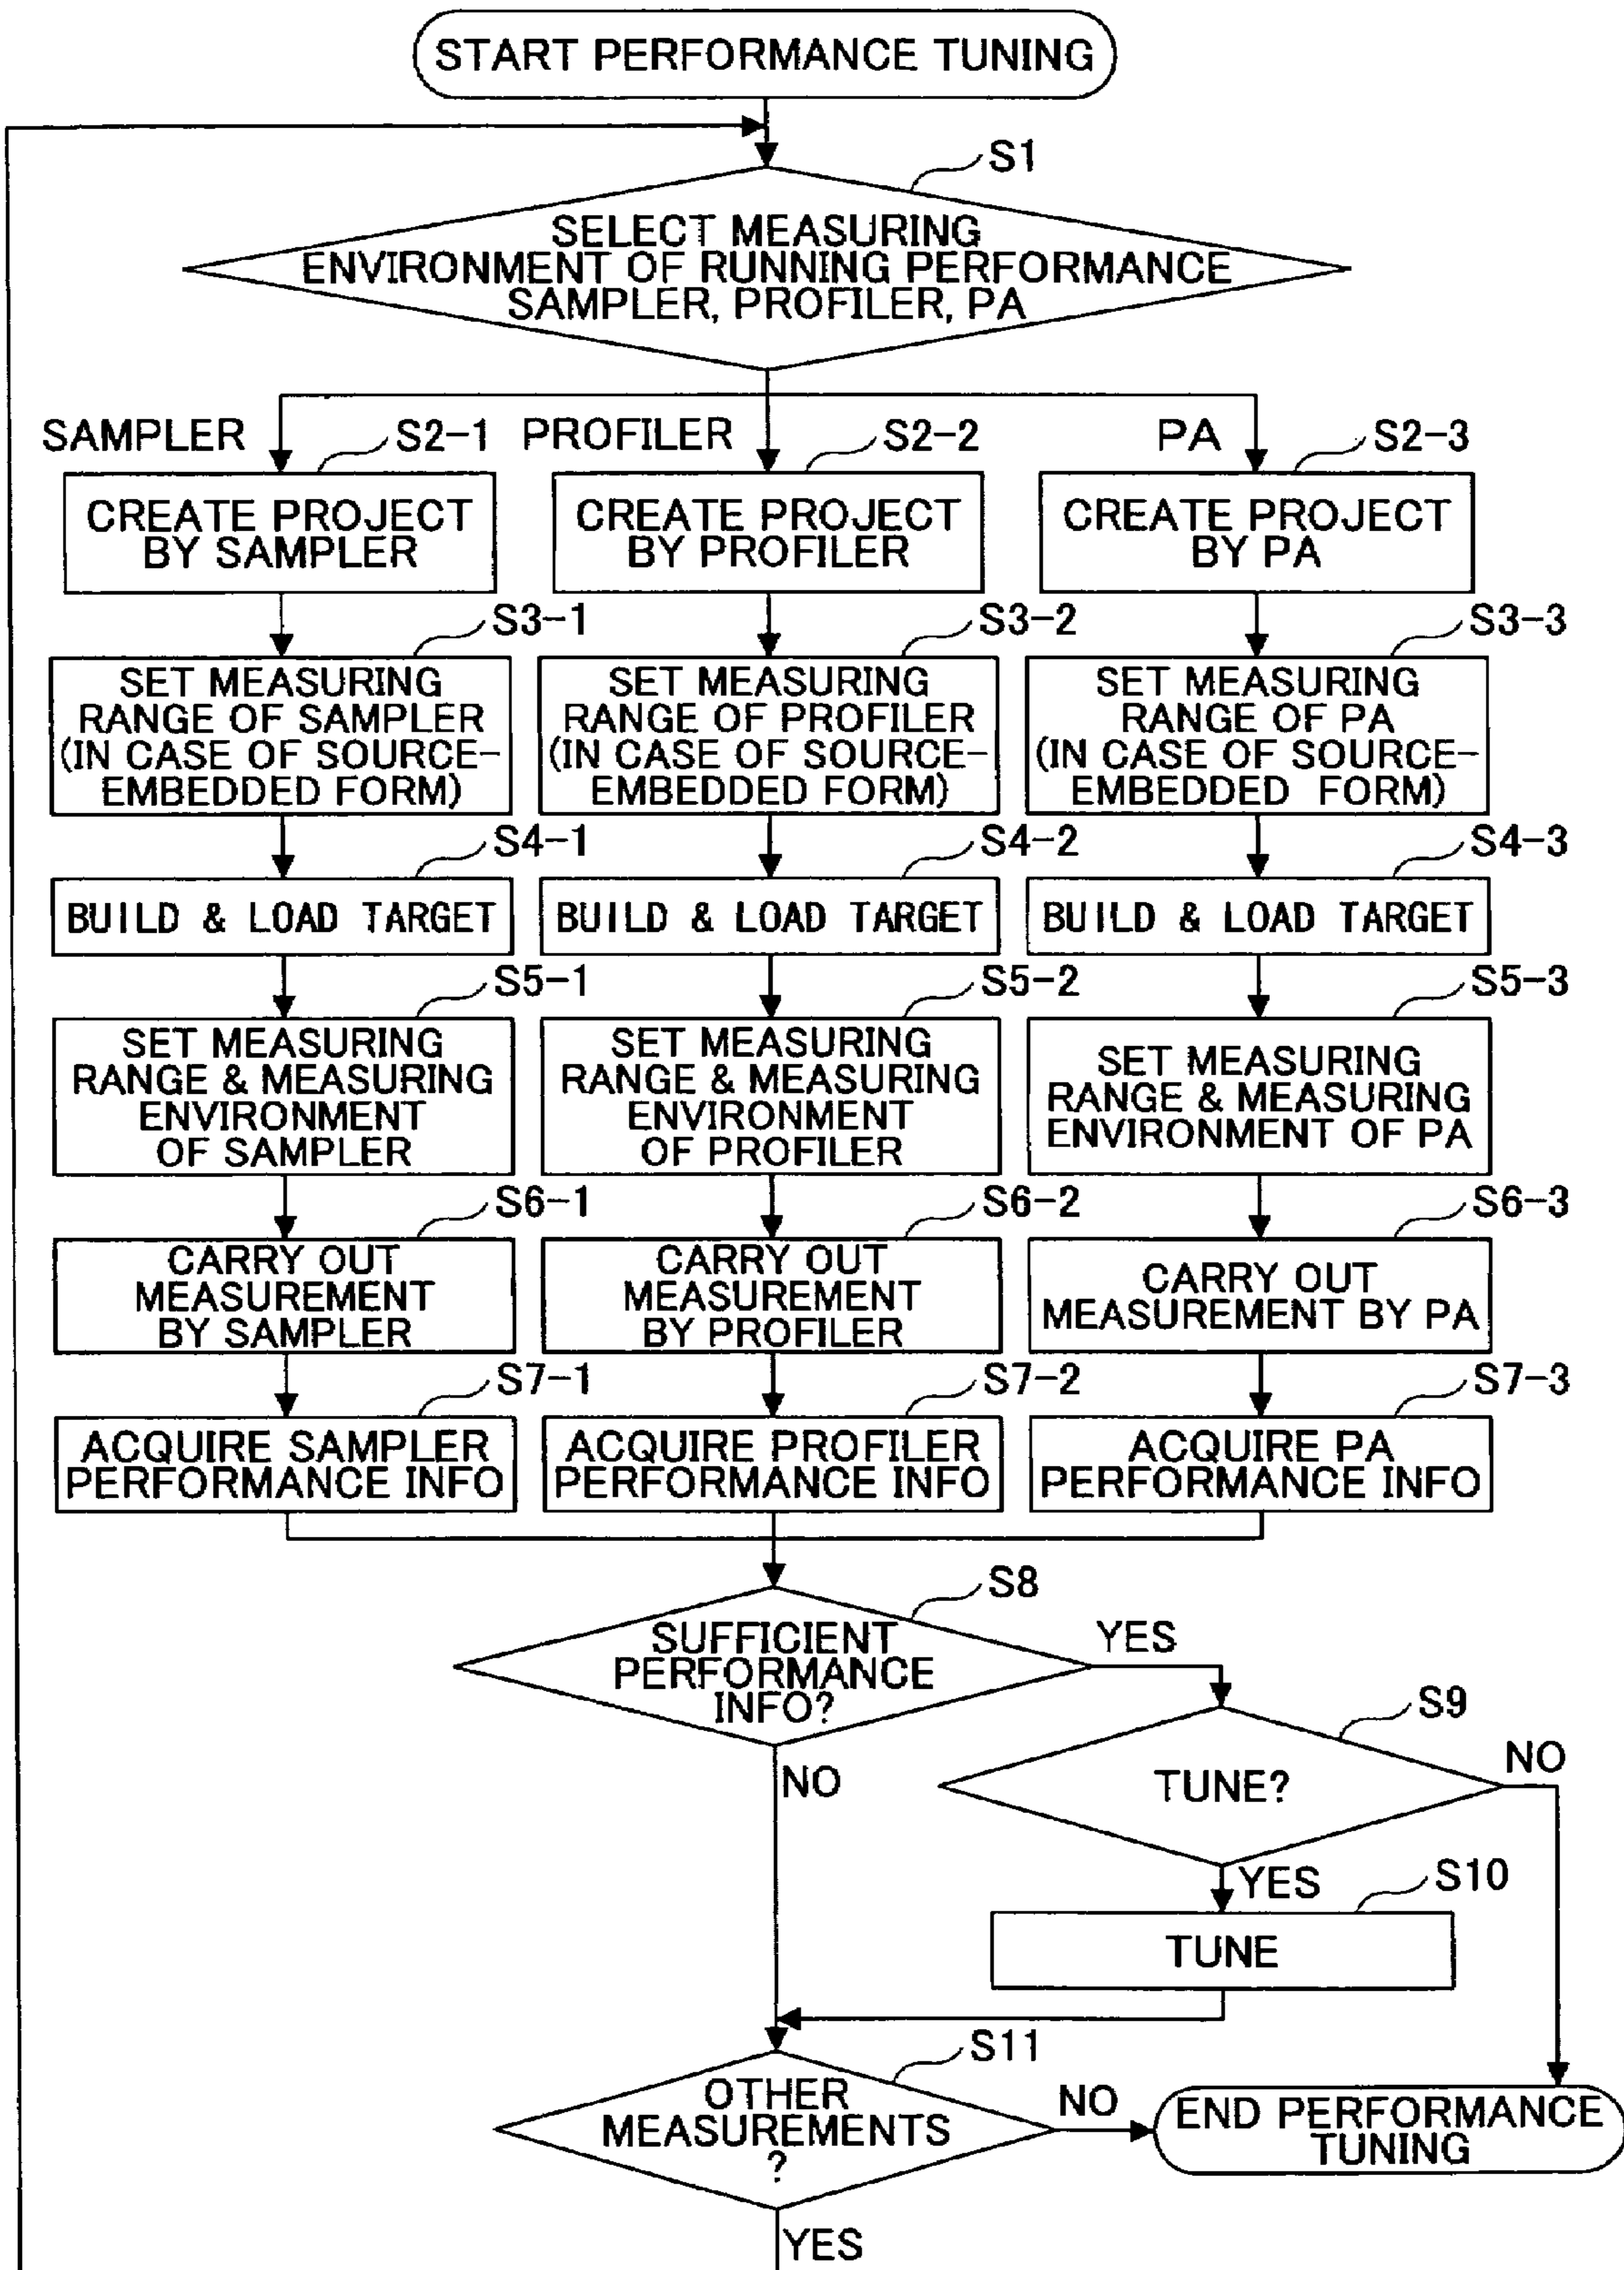 START PERFORMANCE TUNING
S1
SELECT MEASURING
ENVIRONMENT OF RUNNING PERFORMANCE
SAMPLER, PROFILER, PA
SAMPLER
S2-1
PROFILER
S2-2
PA
S2-3
CREATE PROJECT
BY SAMPLER
CREATE PROJECT
BY PROFILER
CREATE PROJECT
BY PA
S3-1
S3-2
S3-3
SET MEASURING
RANGE OF SAMPLER
(IN CASE OF SOURCE-
EMBEDDED FORM)
SET MEASURING
RANGE OF PROFILER
(IN CASE OF SOURCE-
EMBEDDED FORM)
SET MEASURING
RANGE OF PA
(IN CASE OF SOURCE-
EMBEDDED FORM)
S4-1
S4-2
S4-3
BUILD & LOAD TARGET
BUILD & LOAD TARGET
BUILD & LOAD TARGET
S5-1
S5-2
S5-3
SET MEASURING
RANGE & MEASURING
ENVIRONMENT
OF SAMPLER
SET MEASURING
RANGE & MEASURING
ENVIRONMENT
OF PROFILER
SET MEASURING
RANGE & MEASURING
ENVIRONMENT OF PA
S6-1
S6-2
S6-3
CARRY OUT
MEASUREMENT
BY SAMPLER
CARRY OUT
MEASUREMENT
BY PROFILER
CARRY OUT
MEASUREMENT BY PA
S7-1
S7-2
S7-3
ACQUIRE SAMPLER
PERFORMANCE INFO
ACQUIRE PROFILER
PERFORMANCE INFO
ACQUIRE PA
PERFORMANCE INFO
S8
SUFFICIENT
PERFORMANCE
INFO?
YES
NO
S9
TUNE?
NO
YES
S10
TUNE
S11
OTHER
MEASUREMENTS
?
NO
END PERFORMANCE
TUNING
YES